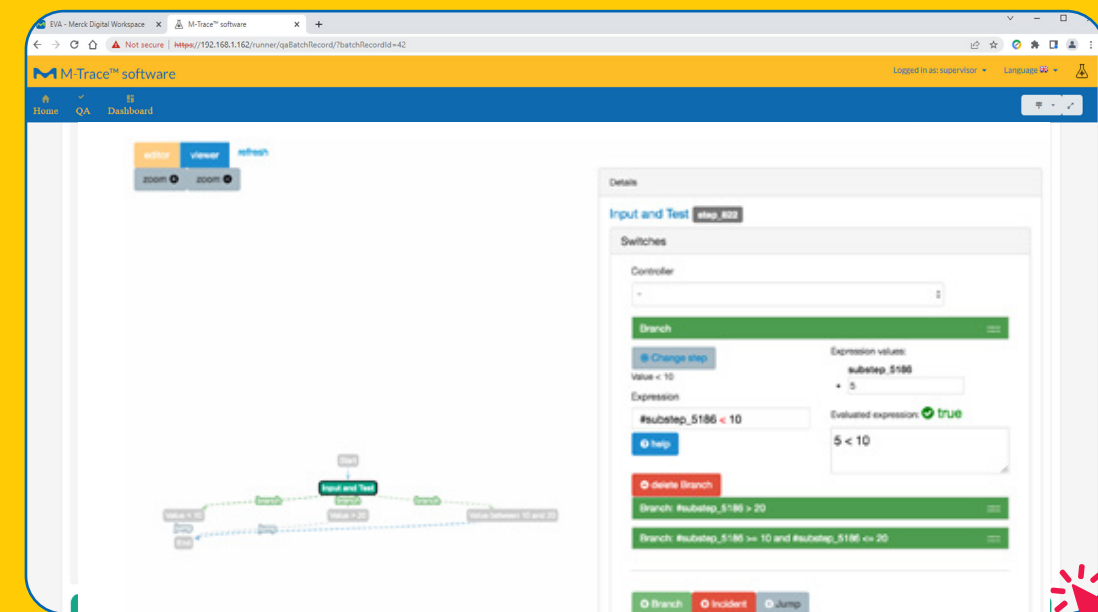 EVA - Merck Digital Workspace
M-Trace™ software
Not secure | https://192.168.1.162/runner/qaBatchRecord/?batchRecordId=42
M-Trace™ software
Logged in as: supervisor
Language
Home QA Dashboard
editor viewer refresh
zoom zoom
Details
Input and Test step_622
Switches
Controller
-
Branch
Change step
Value < 10
Expression values:
substep_5186
5
Expression
#substep_5186 < 10
Evaluated expression: true
5 < 10
help
delete Branch
Branch: #substep_5186 > 20
Branch: #substep_5186 >= 10 and #substep_5186 <= 20
Branch Incident Jump
Start
Input and Test
branch branch branch
Value < 10 Value > 20 Value between 10 and 20
jump jump
End